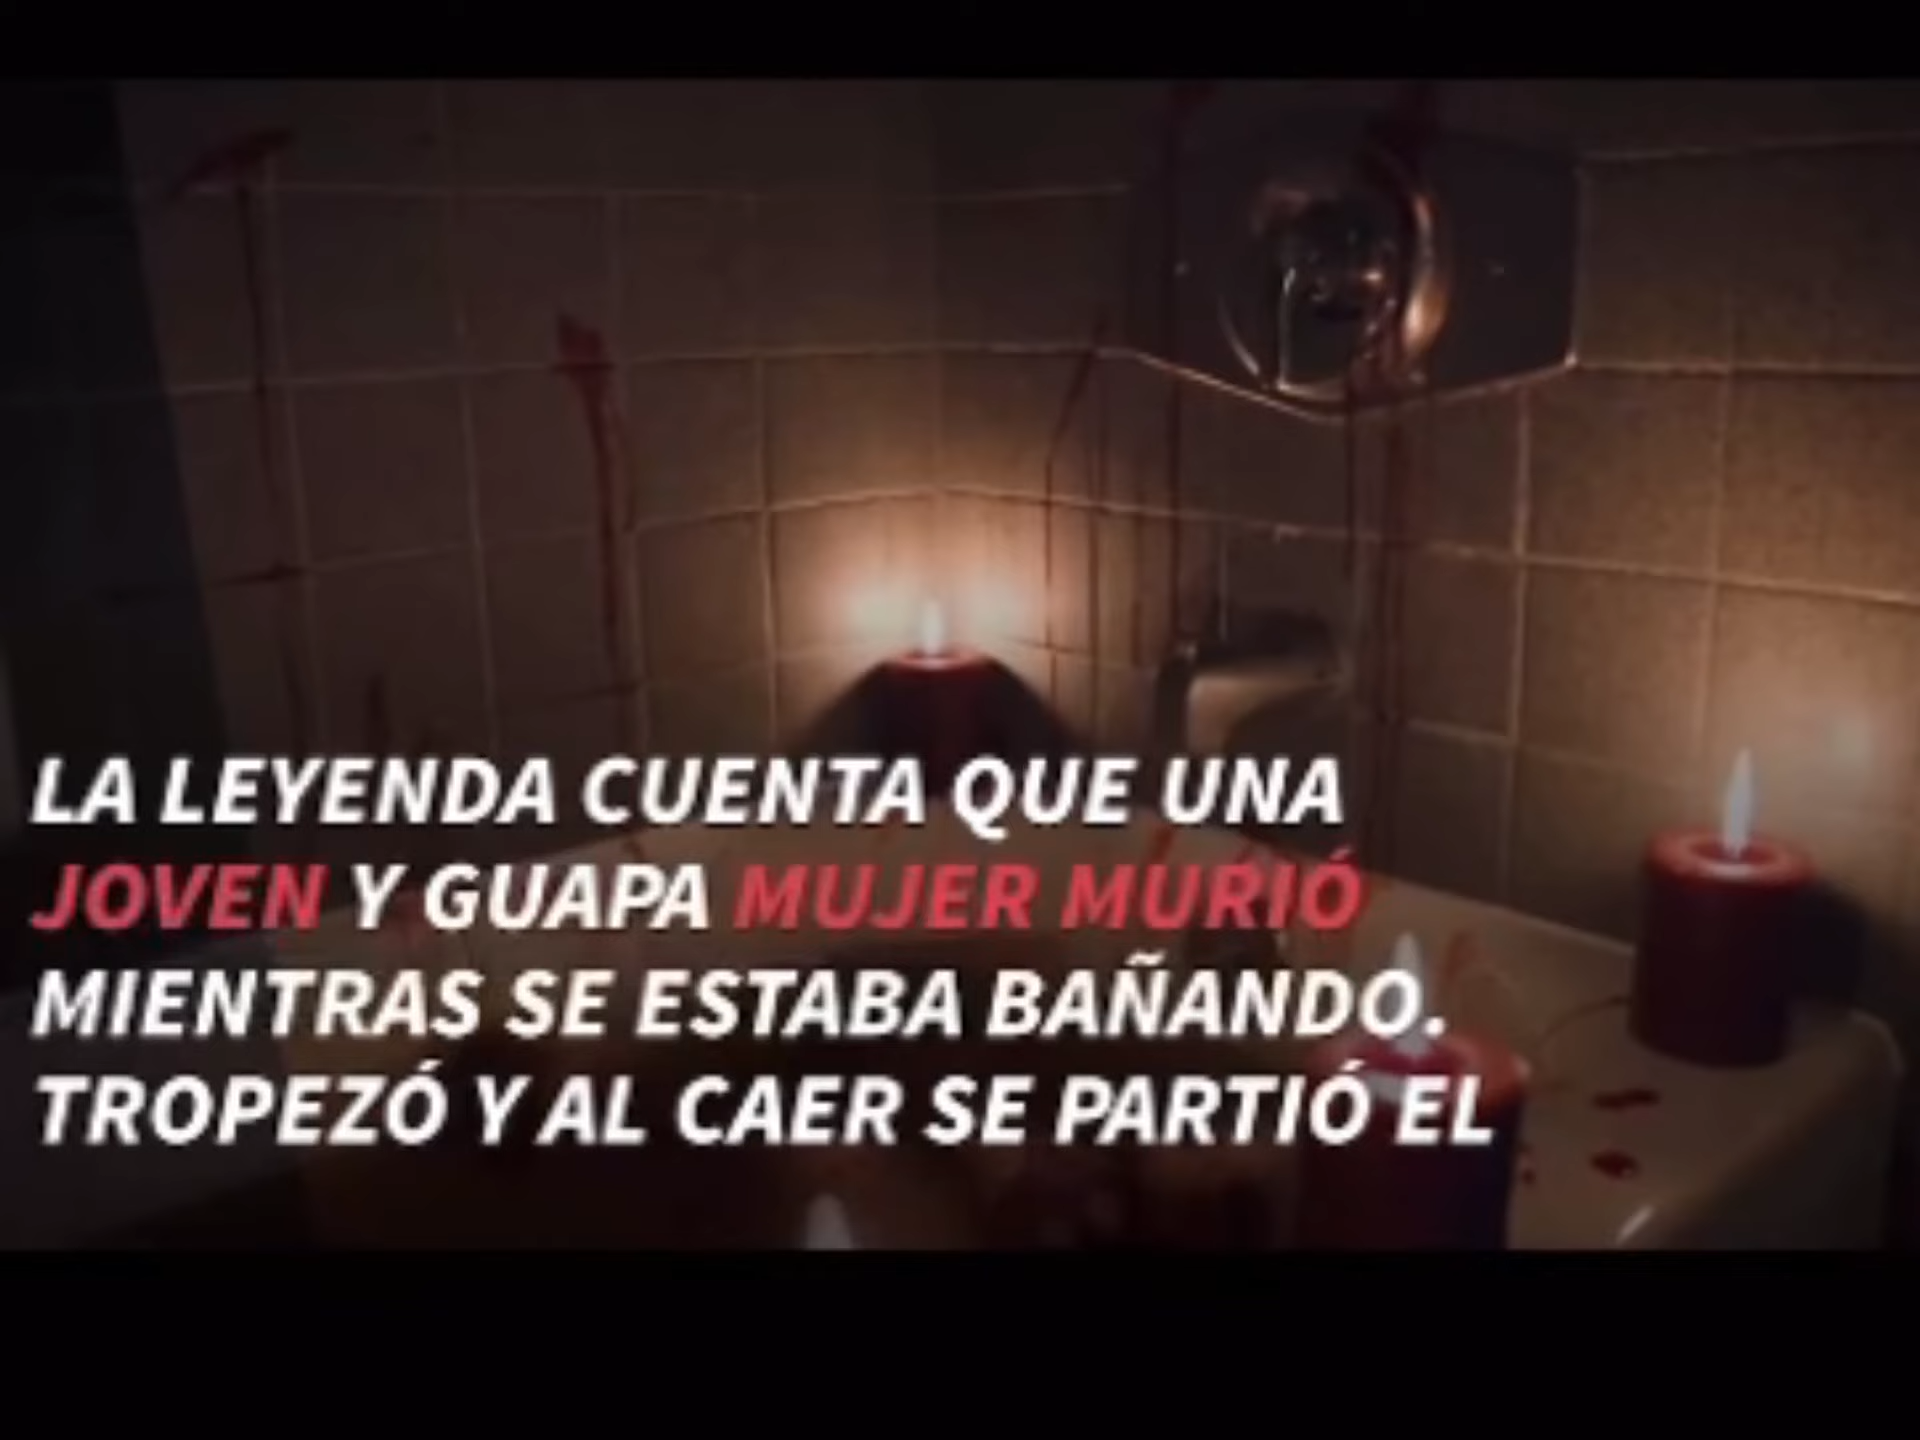 LA LEYENDA CUENTA QUE UNA
JOVEN Y GUAPA MUJER MURIÓ
MIENTRAS SE ESTABA BAÑANDO.
TROPEZÓ Y AL CAER SE PARTIÓ EL